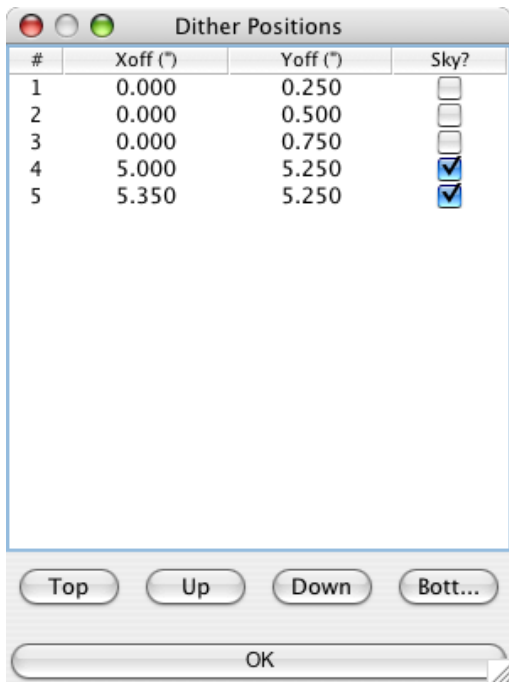 Dither Positions
# Xoff (") Yoff (") Sky?
1 0.000 0.250
2 0.000 0.500
3 0.000 0.750
4 5.000 5.250
5 5.350 5.250
Top Up Down Bott...
OK